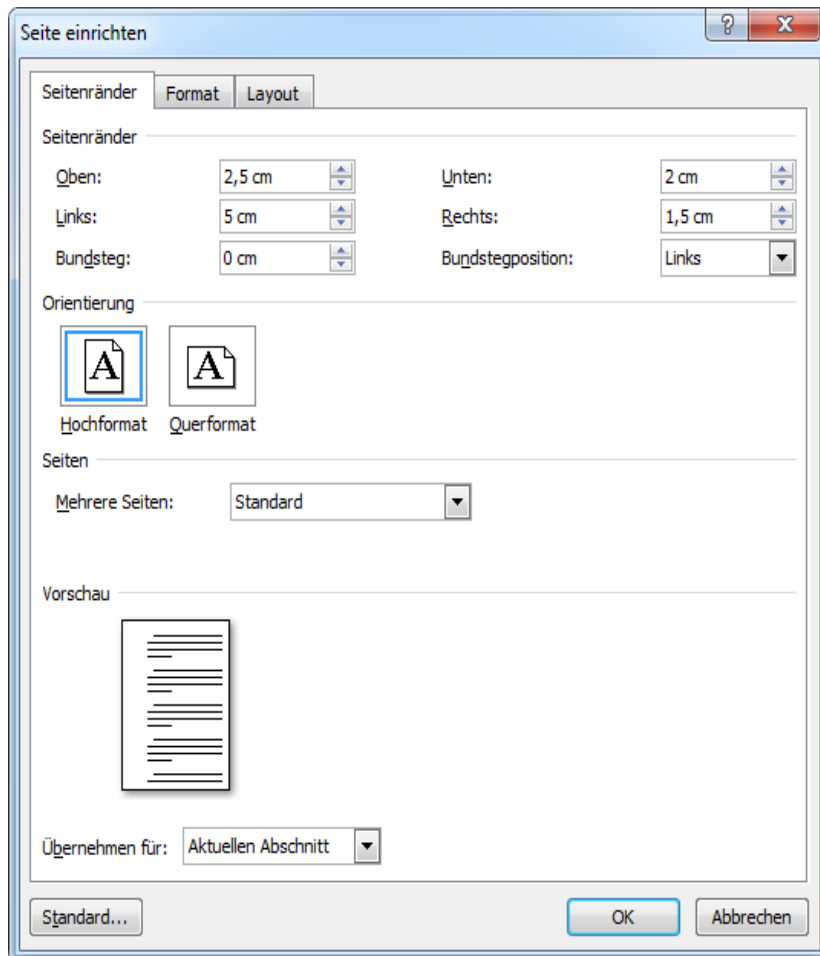 Seite einrichten
Seitenränder Format Layout
Seitenränder
Oben: 2,5 cm Unten: 2 cm
Links: 5 cm Rechts: 1,5 cm
Bundsteg: 0 cm Bundstegposition: Links
Orientierung
A A
Hochformat Querformat
Seiten
Mehrere Seiten: Standard
Vorschau
Übernehmen für: Aktuellen Abschnitt
Standard... OK Abbrechen